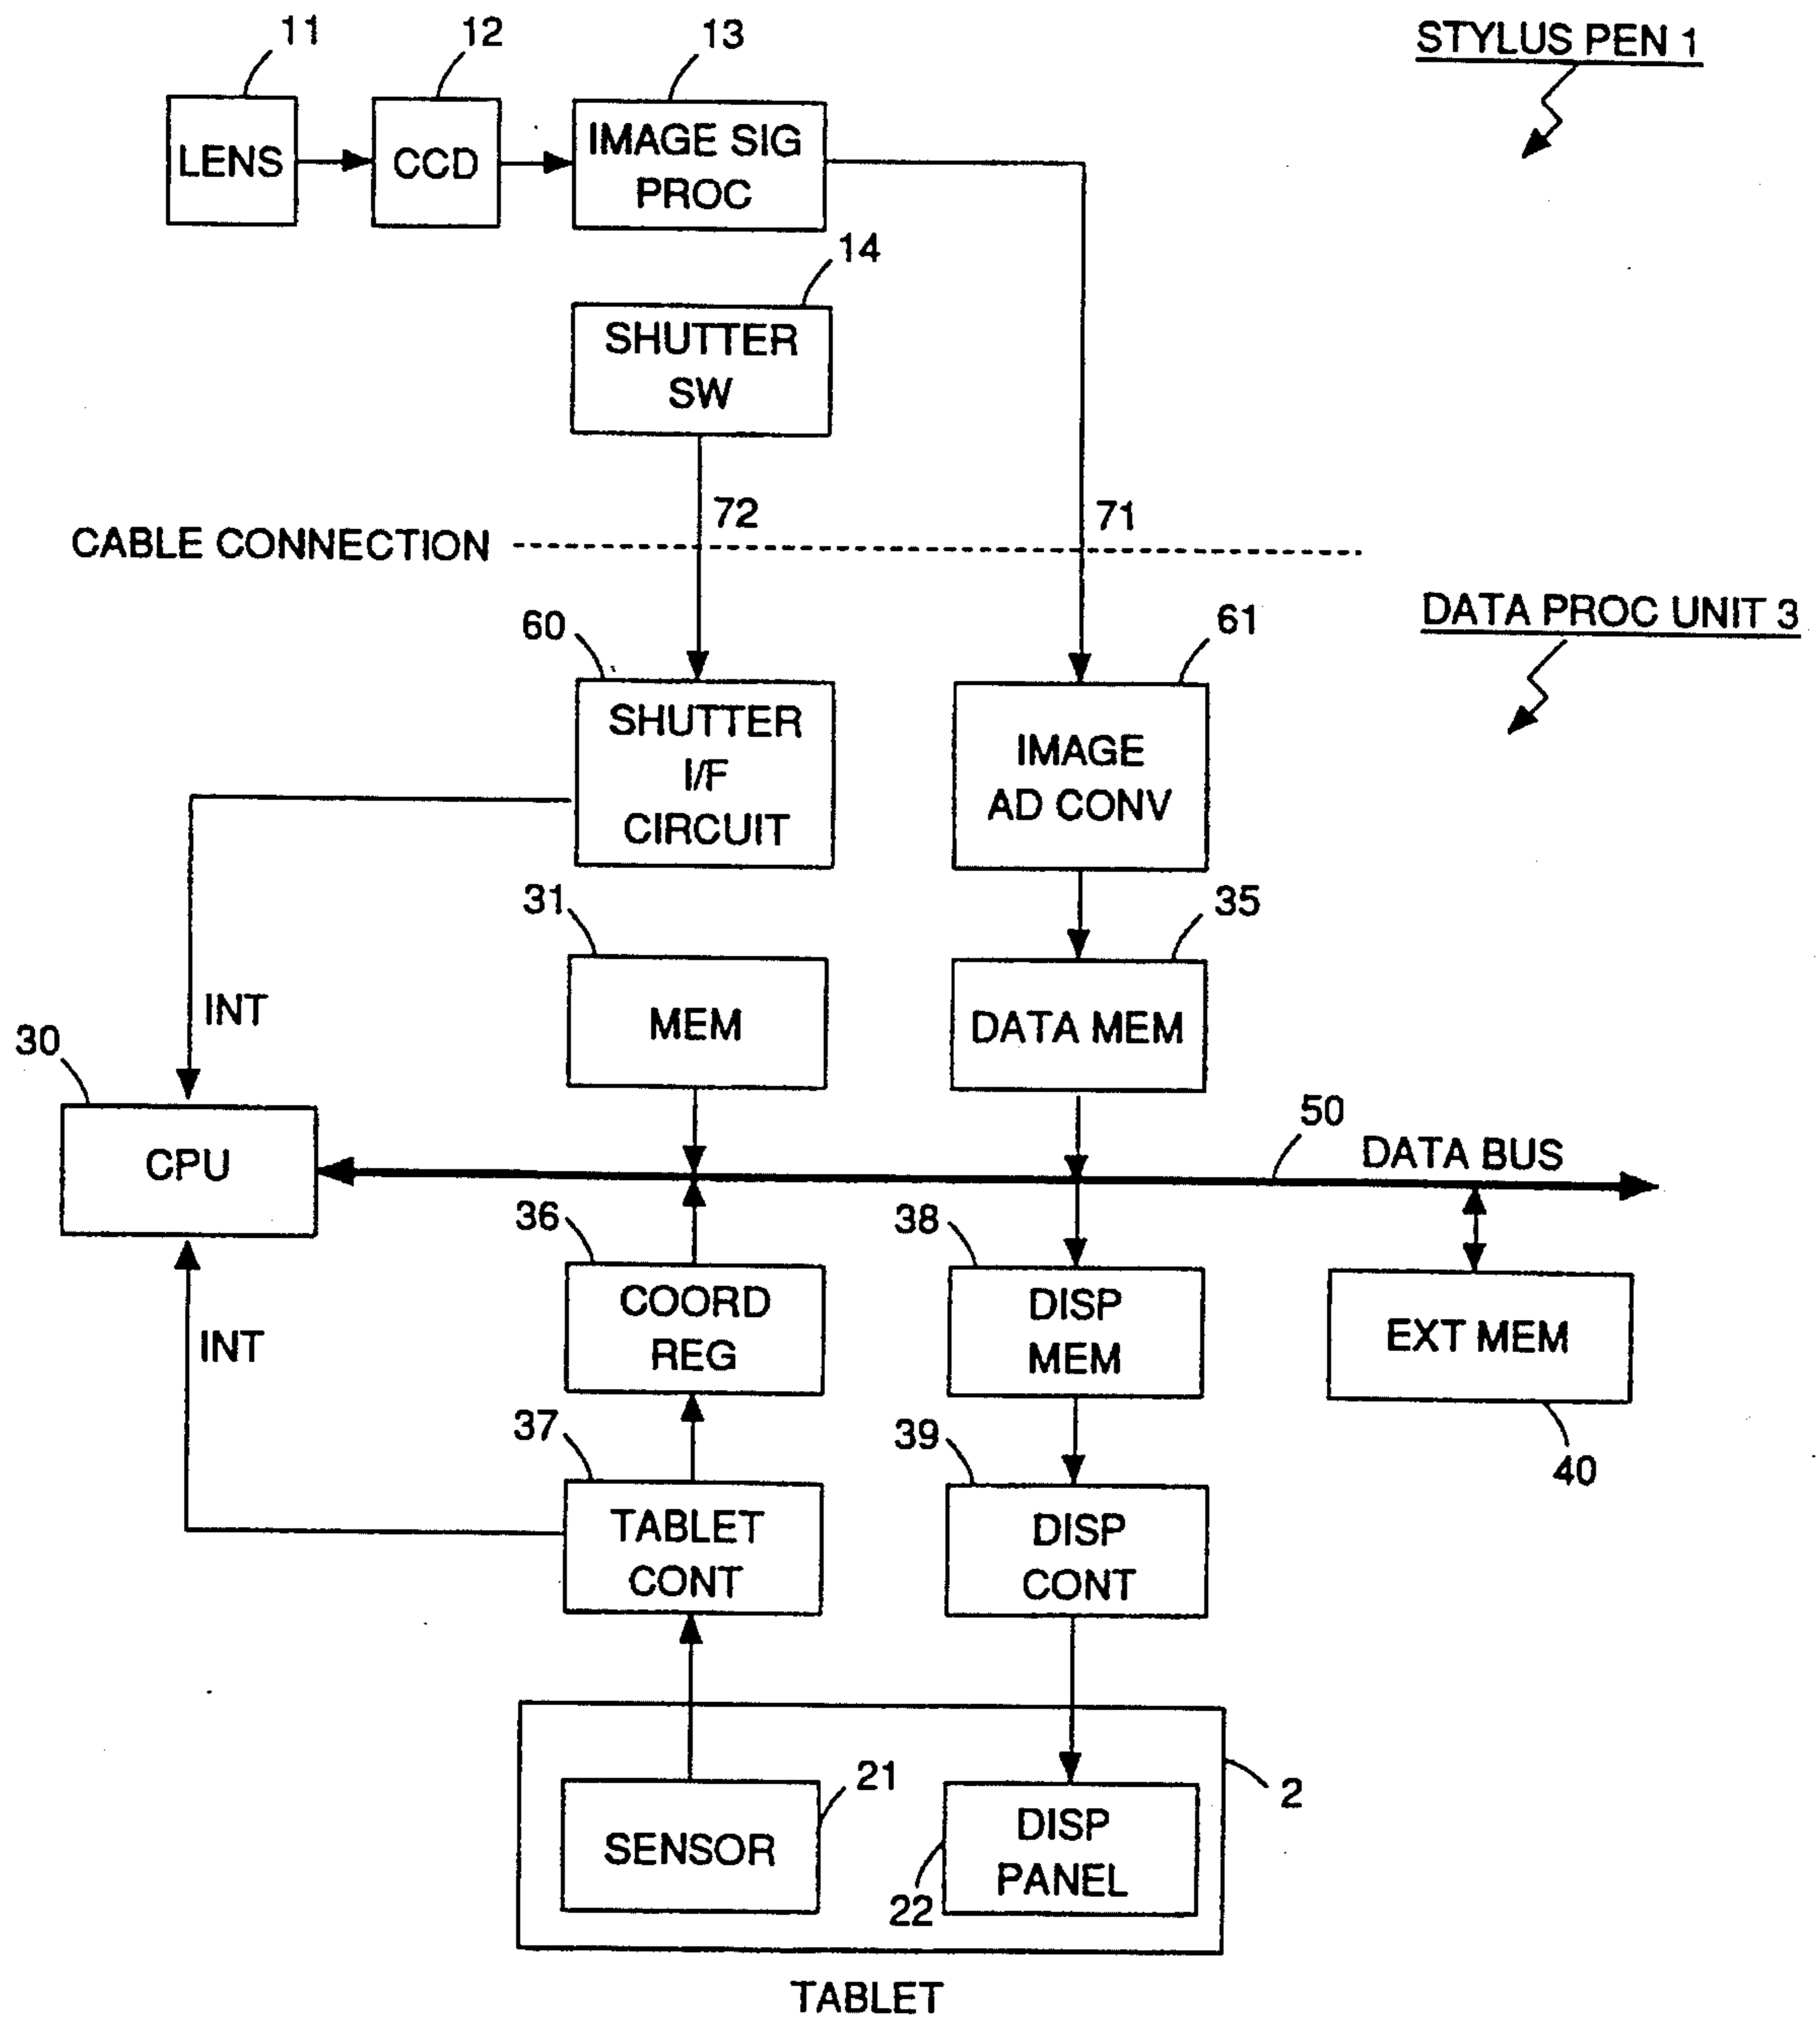 11
12
13
STYLUS PEN 1
LENS
CCD
IMAGE SIG
PROC
14
SHUTTER
SW
72
71
CABLE CONNECTION
DATA PROC UNIT 3
60
61
SHUTTER
I/F
CIRCUIT
IMAGE
AD CONV
31
35
INT
MEM
DATA MEM
30
CPU
50
DATA BUS
36
38
COORD
REG
DISP
MEM
EXT MEM
INT
37
39
40
TABLET
CONT
DISP
CONT
21
2
SENSOR
DISP
PANEL
22
TABLET